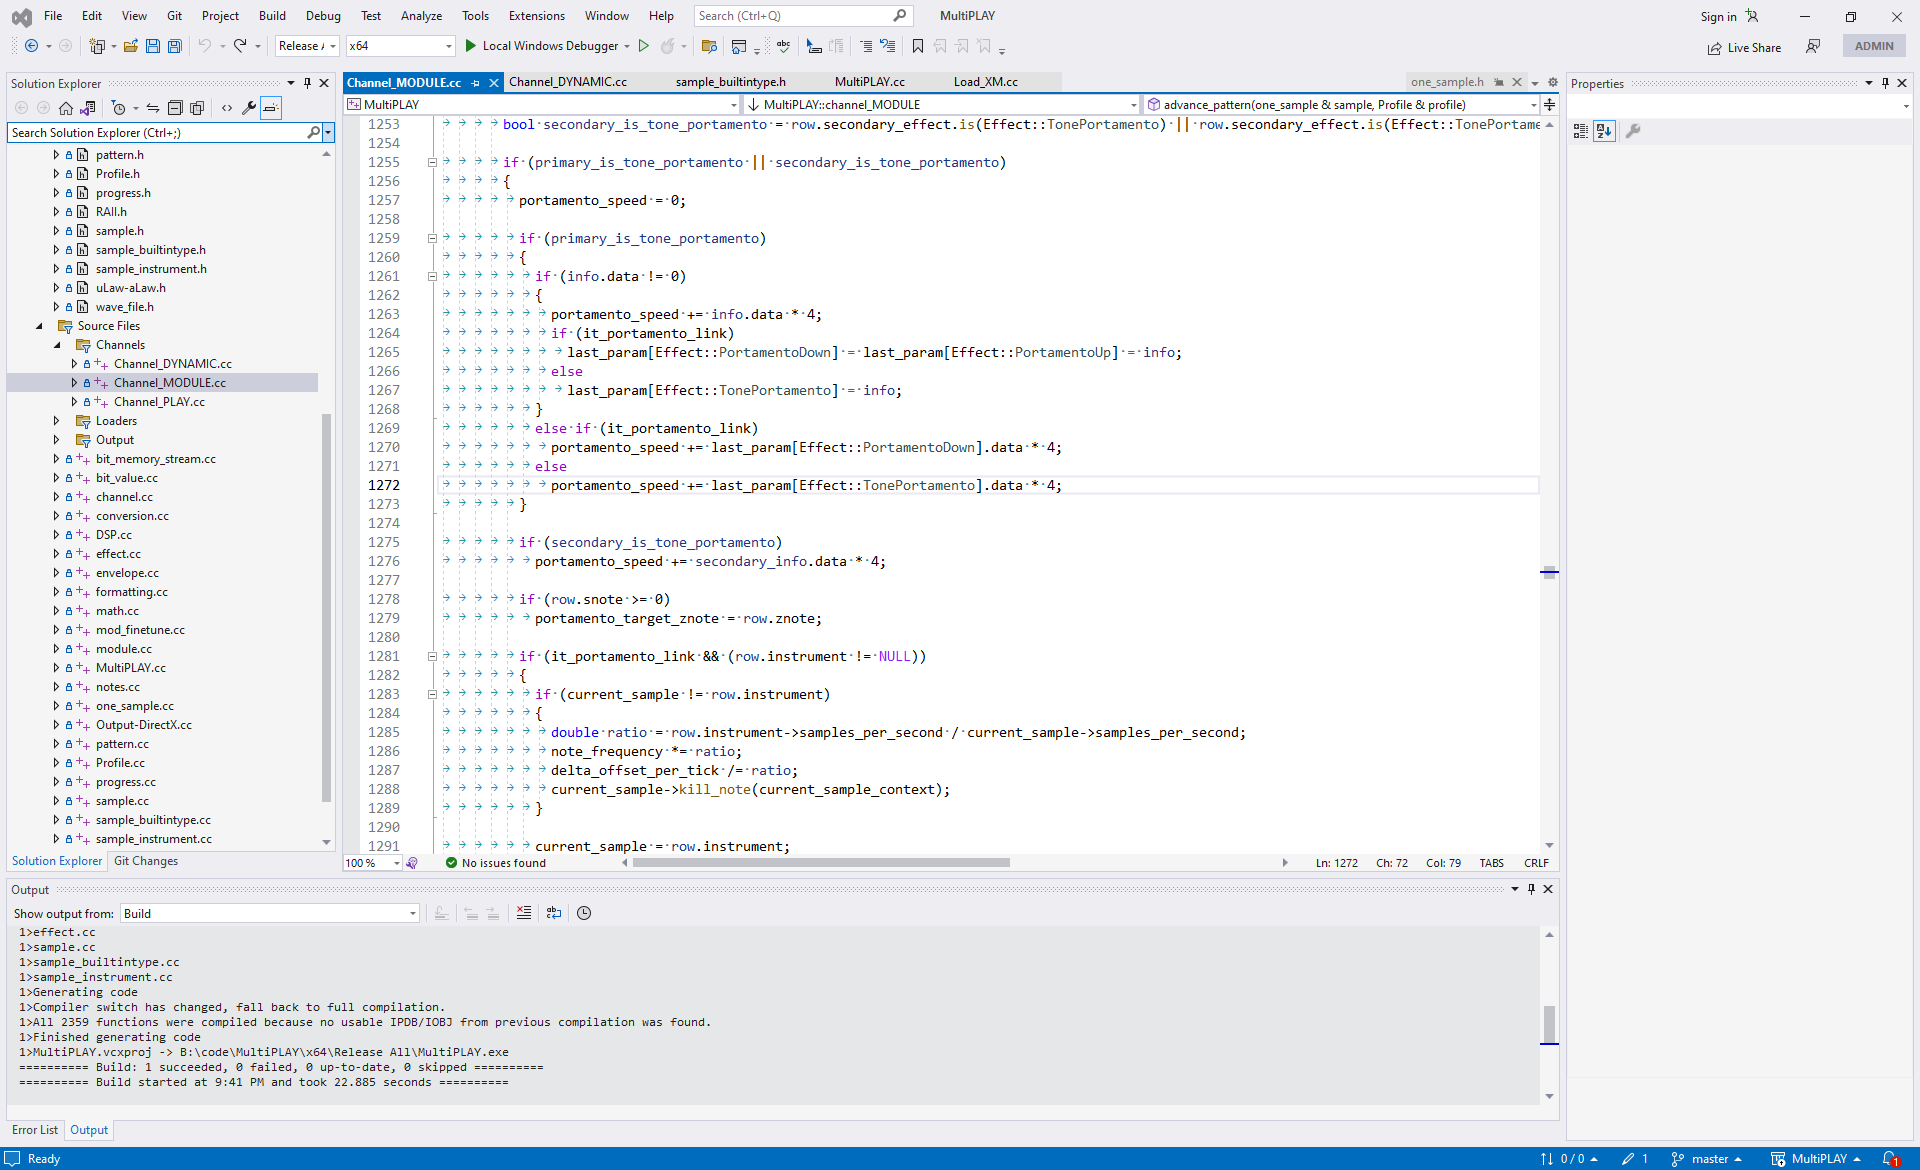 File Edit View Git Project Build Debug Test Analyze Tools Extensions Window Help Search (Ctrl+Q) MultiPLAY Sign in
Release A x64 Local Windows Debugger Live Share ADMIN
Solution Explorer
Search Solution Explorer (Ctrl+;)
pattern.h
Profile.h
progress.h
RAII.h
sample.h
sample_builtintype.h
sample_instrument.h
uLaw-aLaw.h
wave_file.h
Source Files
Channels
Channel_DYNAMIC.cc
Channel_MODULE.cc
Channel_PLAY.cc
Loaders
Output
bit_memory_stream.cc
bit_value.cc
channel.cc
conversion.cc
DSP.cc
effect.cc
envelope.cc
formatting.cc
math.cc
mod_finetune.cc
module.cc
MultiPLAY.cc
notes.cc
one_sample.cc
Output-DirectX.cc
pattern.cc
Profile.cc
progress.cc
sample.cc
sample_builtintype.cc
sample_instrument.cc
Solution Explorer Git Changes
Channel_MODULE.cc Channel_DYNAMIC.cc sample_builtintype.h MultiPLAY.cc Load_XM.cc one_sample.h
MultiPLAY MultiPLAY::channel_MODULE advance_pattern(one_sample & sample, Profile & profile)
1253 bool secondary_is_tone_portamento = row.secondary_effect.is(Effect::TonePortamento) || row.secondary_effect.is(Effect::TonePortame
1254
1255 if (primary_is_tone_portamento || secondary_is_tone_portamento)
1256 {
1257 portamento_speed = 0;
1258
1259 if (primary_is_tone_portamento)
1260 {
1261 if (info.data != 0)
1262 {
1263 portamento_speed += info.data * 4;
1264 if (it_portamento_link)
1265 last_param[Effect::PortamentoDown] = last_param[Effect::PortamentoUp] = info;
1266 else
1267 last_param[Effect::TonePortamento] = info;
1268 }
1269 else if (it_portamento_link)
1270 portamento_speed += last_param[Effect::PortamentoDown].data * 4;
1271 else
1272 portamento_speed += last_param[Effect::TonePortamento].data * 4;
1273 }
1274
1275 if (secondary_is_tone_portamento)
1276 portamento_speed += secondary_info.data * 4;
1277
1278 if (row.snote >= 0)
1279 portamento_target_znote = row.znote;
1280
1281 if (it_portamento_link && (row.instrument != NULL))
1282 {
1283 if (current_sample != row.instrument)
1284 {
1285 double ratio = row.instrument->samples_per_second / current_sample->samples_per_second;
1286 note_frequency *= ratio;
1287 delta_offset_per_tick /= ratio;
1288 current_sample->kill_note(current_sample_context);
1289 }
1290
1291 current_sample = row.instrument;
100 % No issues found Ln: 1272 Ch: 72 Col: 79 TABS CRLF
Properties
Output
Show output from: Build
1>effect.cc
1>sample.cc
1>sample_builtintype.cc
1>sample_instrument.cc
1>Generating code
1>Compiler switch has changed, fall back to full compilation.
1>All 2359 functions were compiled because no usable IPDB/IOBJ from previous compilation was found.
1>Finished generating code
1>MultiPLAY.vcxproj -> B:\code\MultiPLAY\x64\Release All\MultiPLAY.exe
========== Build: 1 succeeded, 0 failed, 0 up-to-date, 0 skipped ==========
========== Build started at 9:41 PM and took 22.885 seconds ==========
Error List Output
Ready 0 / 0 1 master MultiPLAY 1